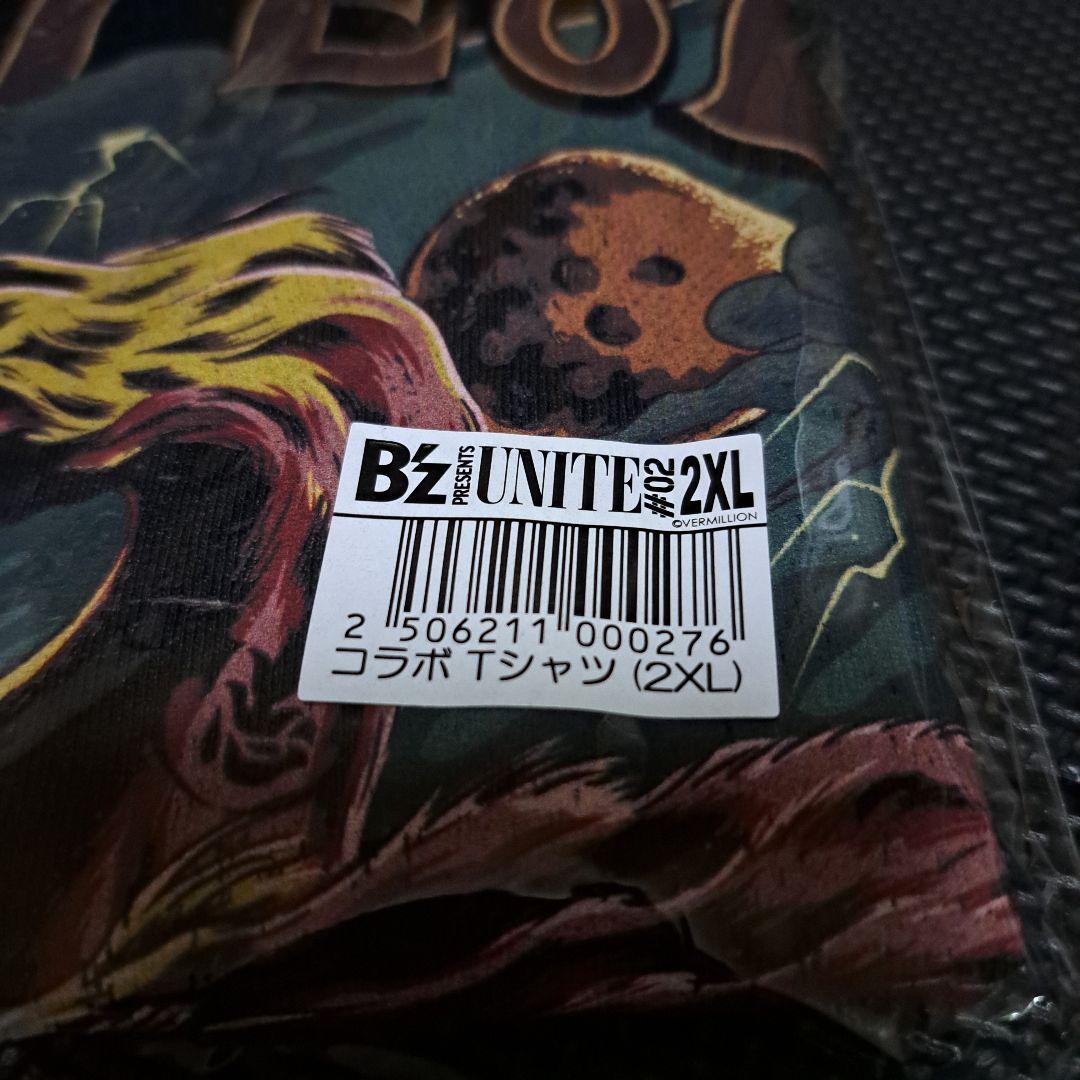 B'z PRESENTS UNITE #02 2XL
©VERMILLION
2 506211 000276
コラボ Tシャツ (2XL)